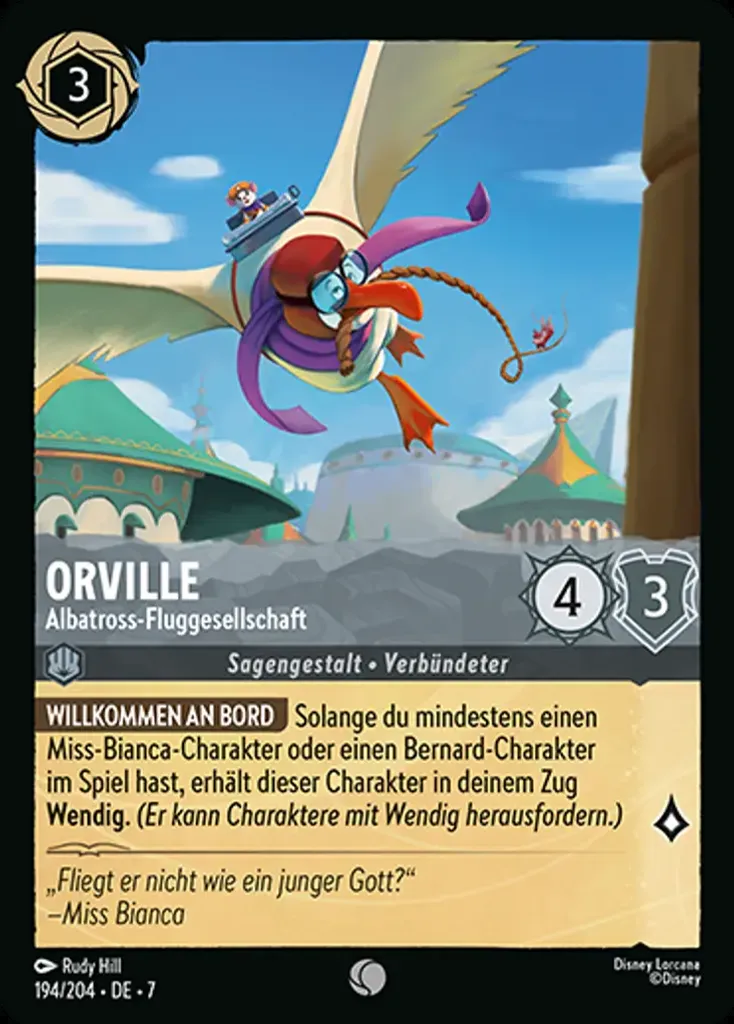 3
ORVILLE
Albatross-Fluggesellschaft
4
3
Sagengestalt • Verbündeter
WILLKOMMEN AN BORD Solange du mindestens einen
Miss-Bianca-Charakter oder einen Bernard-Charakter
im Spiel hast, erhält dieser Charakter in deinem Zug
Wendig. (Er kann Charaktere mit Wendig herausfordern.)
„Fliegt er nicht wie ein junger Gott?“
–Miss Bianca
Rudy Hill
194/204 • DE • 7
Disney Lorcana
©Disney